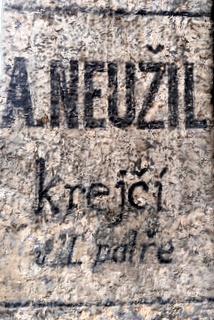 A. NEUŽIL
krejčí
v I. patře